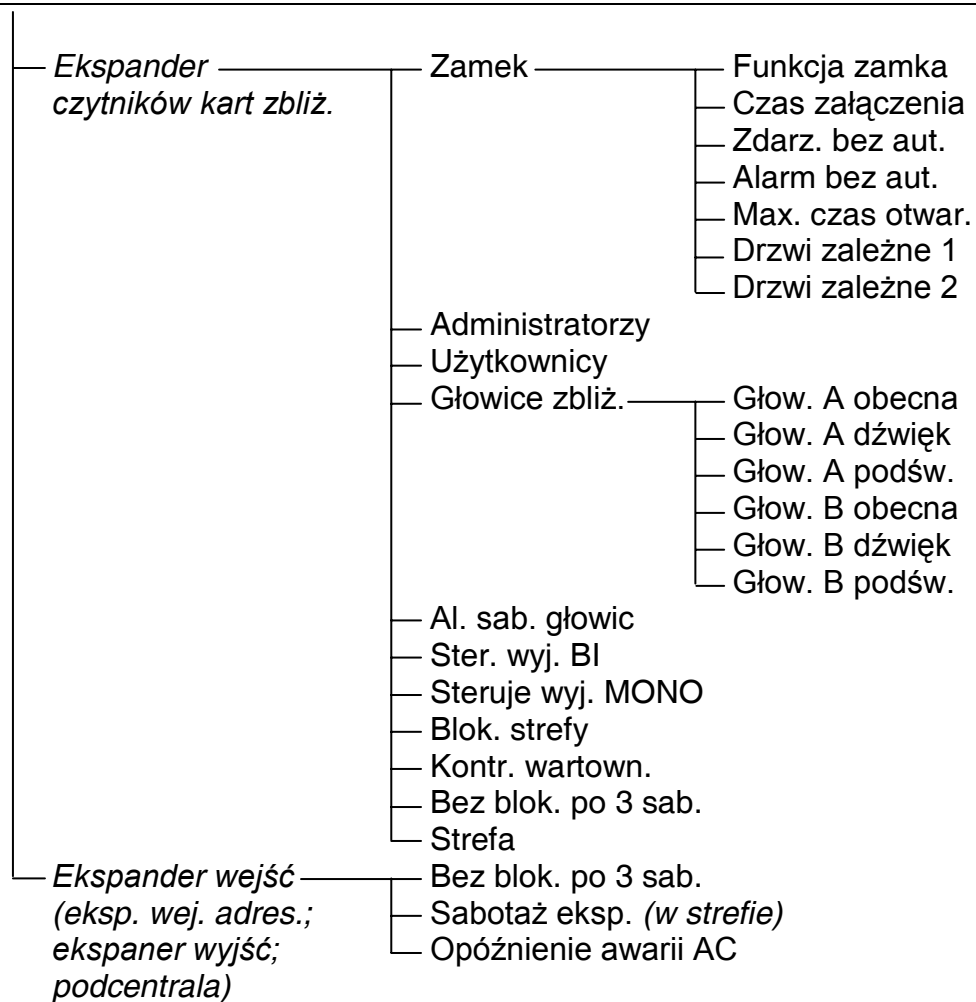 Ekspander Zamek Funkcja zamka
czytników kart zbliż. Czas załączenia
Zdarz. bez aut.
Alarm bez aut.
Max. czas otwar.
Drzwi zależne 1
Drzwi zależne 2
Administratorzy
Użytkownicy
Głowice zbliż. Głow. A obecna
Głow. A dźwięk
Głow. A podśw.
Głow. B obecna
Głow. B dźwięk
Głow. B podśw.
Al. sab. głowic
Ster. wyj. BI
Steruje wyj. MONO
Blok. strefy
Kontr. wartown.
Bez blok. po 3 sab.
Strefa
Ekspander wejść Bez blok. po 3 sab.
(eksp. wej. adres.; Sabotaż eksp. (w strefie)
ekspaner wyjść; Opóźnienie awarii AC
podcentrala)